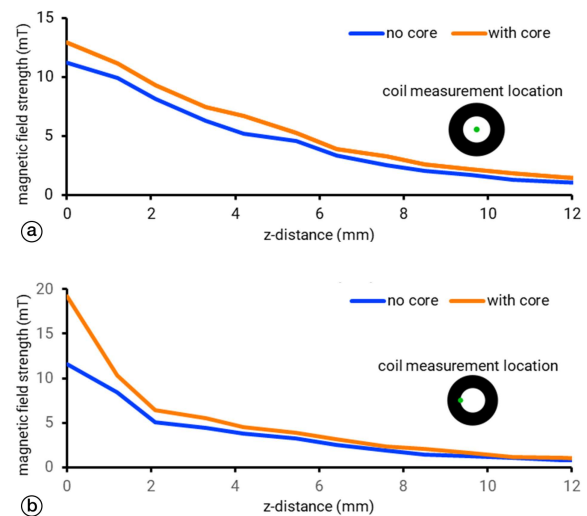 15
no core
with core
10
coil measurement location
5
0
magnetic field strength (mT)
0
2
4
6
8
10
12
z-distance (mm)
a
20
no core
with core
15
coil measurement location
10
5
0
magnetic field strength (mT)
0
2
4
6
8
10
12
z-distance (mm)
b